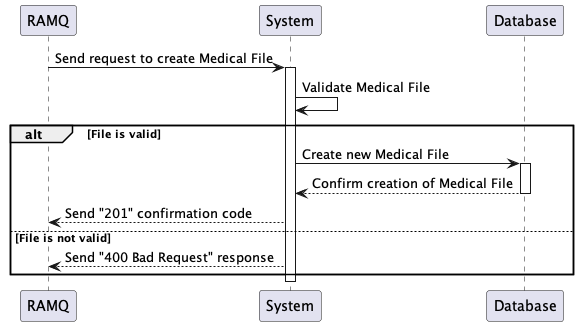 RAMQ System Database
Send request to create Medical File
Validate Medical File
alt [File is valid]
Create new Medical File
Confirm creation of Medical File
Send "201" confirmation code
[File is not valid]
Send "400 Bad Request" response
RAMQ System Database